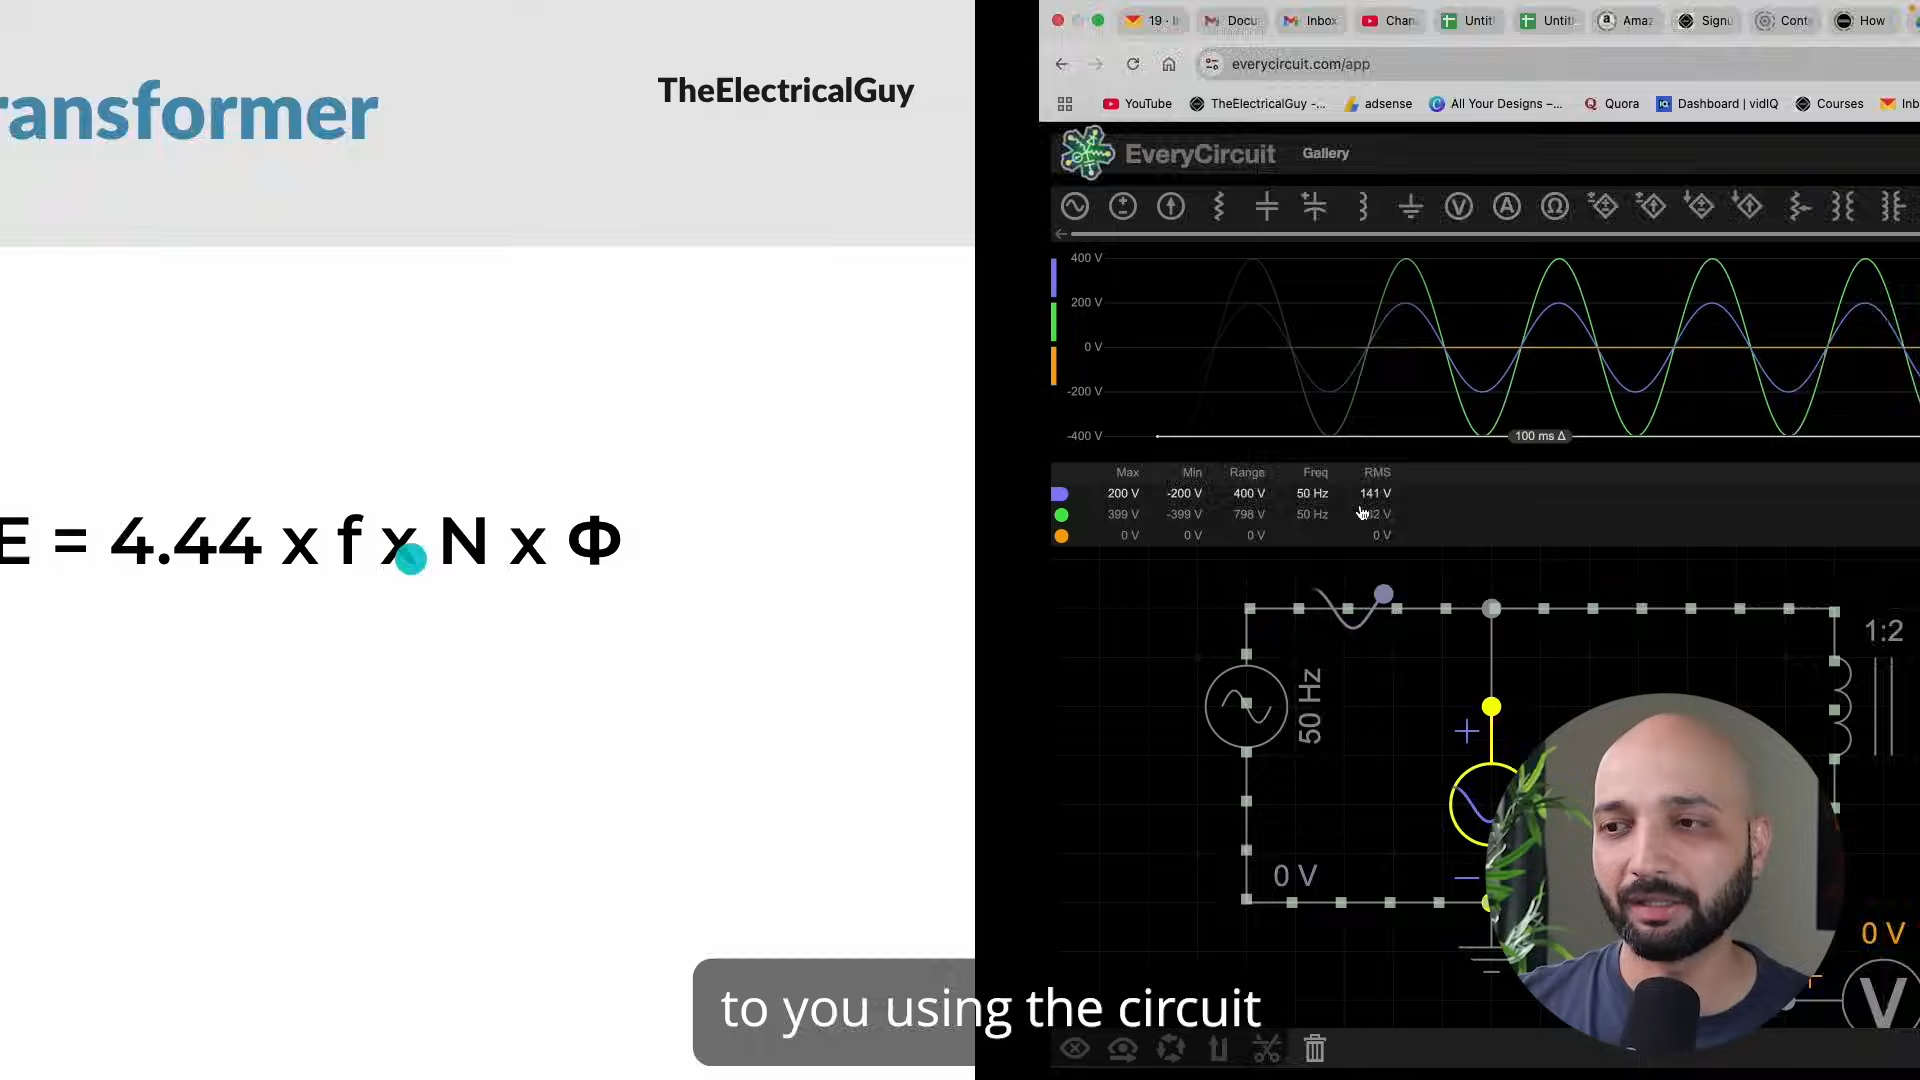 ransformer
TheElectricalGuy
E = 4.44 x f x N x Φ
19 ·
Docu
Inbox
Chan
Untit
Untit
Amaz
Signu
Cont
How
everycircuit.com/app
YouTube
TheElectricalGuy -...
adsense
All Your Designs –...
Quora
Dashboard | vidIQ
Courses
Inb
EveryCircuit
Gallery
400 V
200 V
0 V
-200 V
-400 V
100 ms Δ
Max Min Range Freq RMS
200 V -200 V 400 V 50 Hz 141 V
399 V -399 V 798 V 50 Hz
0 V 0 V 0 V 0 V
1:2
50 Hz
0 V
0 V
V
to you using the circuit